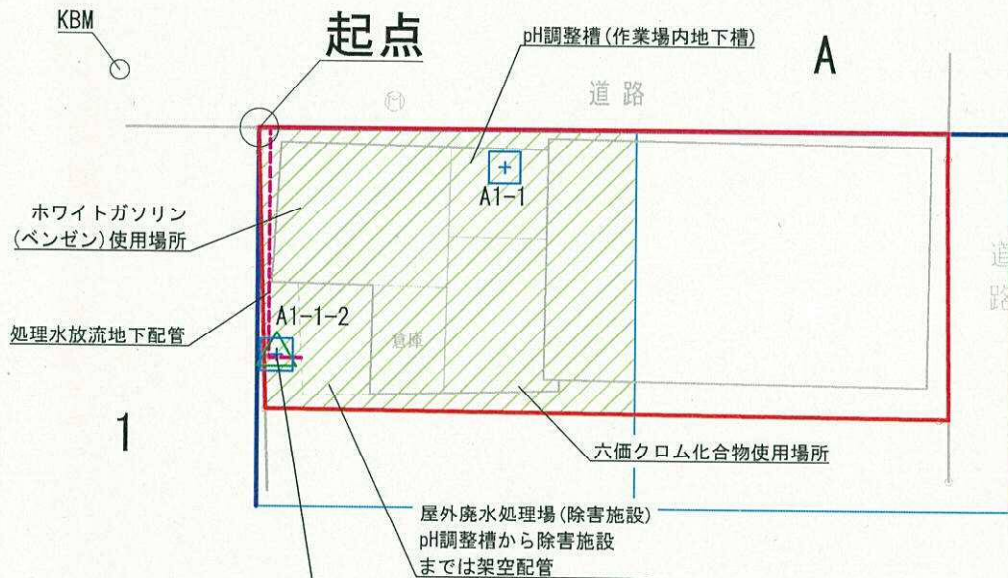 KBM
起点
pH調整槽(作業場内地下槽)
A
道路
ホワイトガソリン
(ベンゼン)使用場所
A1-1
道
路
処理水放流地下配管
A1-1-2
倉庫
1
六価クロム化合物使用場所
屋外廃水処理場(除害施設)
pH調整槽から除害施設
までは架空配管